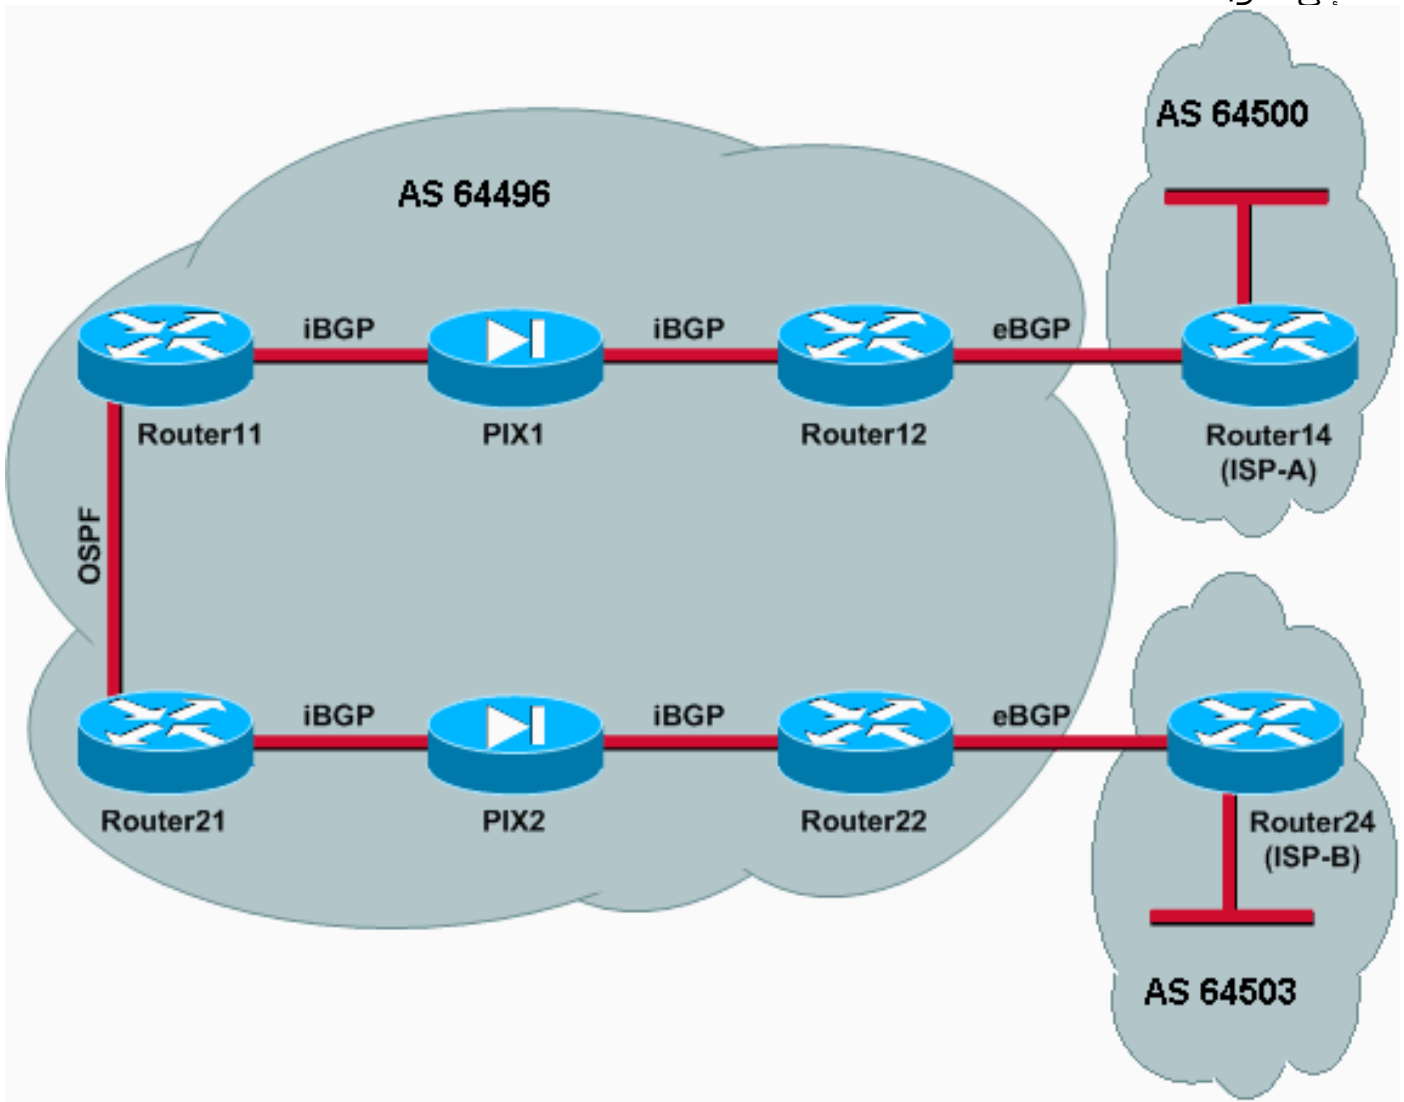 AS 64500
AS 64496
iBGP
iBGP
eBGP
Router11
PIX1
Router12
Router14
(ISP-A)
OSPF
iBGP
iBGP
eBGP
Router21
PIX2
Router22
Router24
(ISP-B)
AS 64503